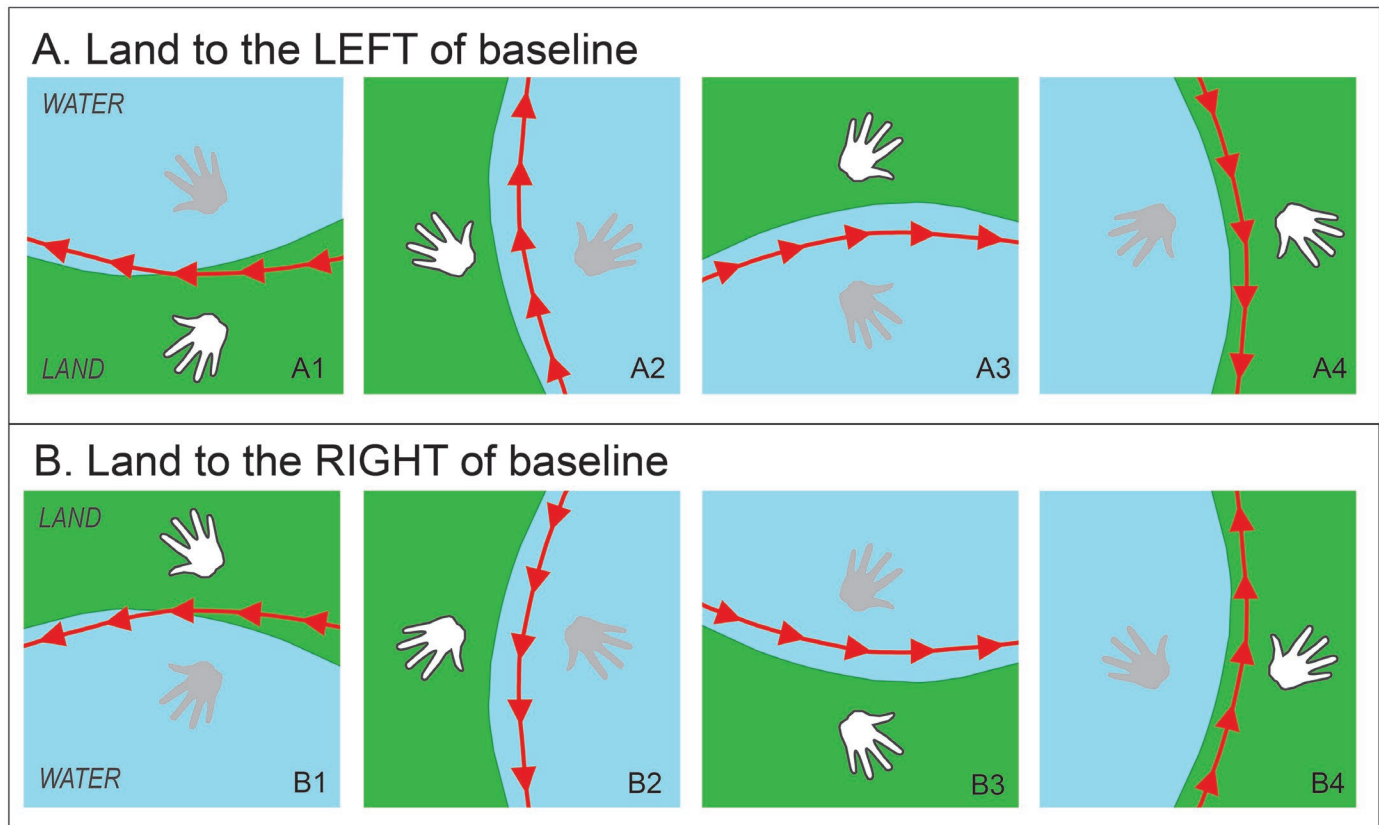 A. Land to the LEFT of baseline
WATER
LAND
A1
A2
A3
A4
B. Land to the RIGHT of baseline
LAND
WATER
B1
B2
B3
B4